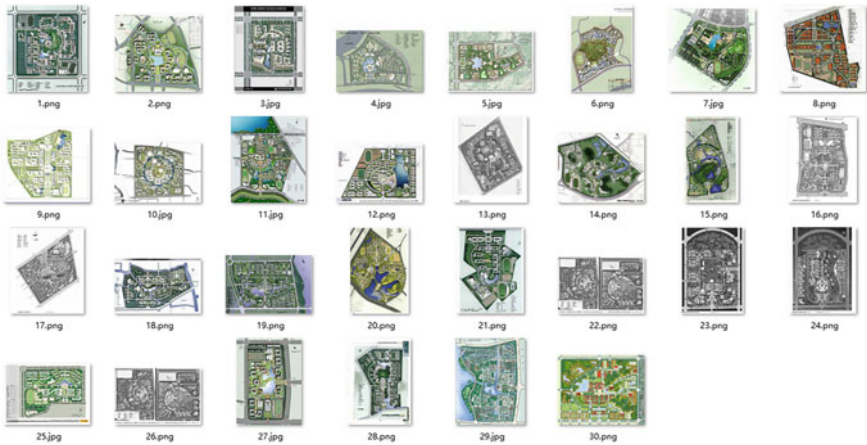 1.png 2.png 3.jpg 4.jpg 5.jpg 6.png 7.jpg 8.png
9.png 10.jpg 11.jpg 12.png 13.png 14.png 15.png 16.png
17.png 18.png 19.png 20.png 21.png 22.png 23.png 24.png
25.jpg 26.png 27.jpg 28.png 29.jpg 30.png